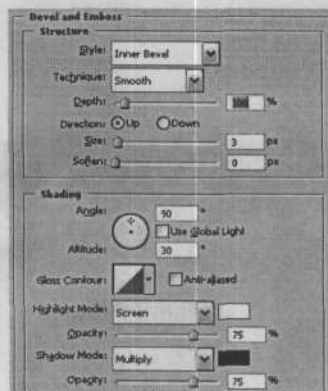 Bevel and Emboss
Structure
Style: Inner Bevel
Technique: Smooth
Depth: 100 %
Direction: Up Down
Size: 3 px
Soften: 0 px
Shading
Angle: 90 °
Use Global Light
Altitude: 30 °
Gloss Contour: Anti-aliased
Highlight Mode: Screen
Opacity: 75 %
Shadow Mode: Multiply
Opacity: 75 %